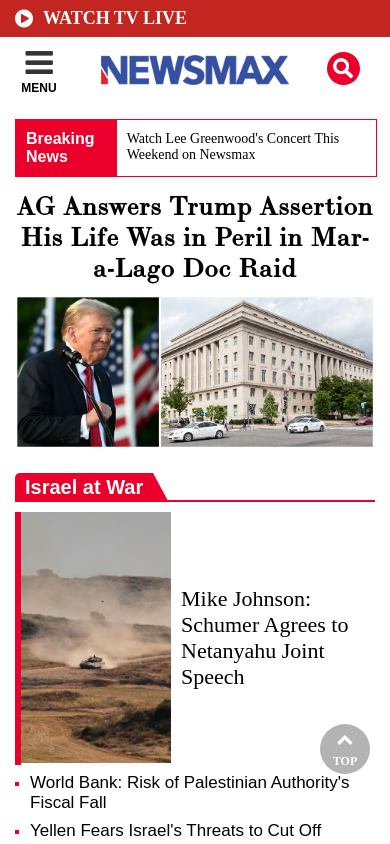 WATCH TV LIVE
MENU
NEWSMAX
Breaking
News
Watch Lee Greenwood's Concert This
Weekend on Newsmax
AG Answers Trump Assertion
His Life Was in Peril in Mar-
a-Lago Doc Raid
Israel at War
Mike Johnson:
Schumer Agrees to
Netanyahu Joint
Speech
TOP
World Bank: Risk of Palestinian Authority's
Fiscal Fall
Yellen Fears Israel's Threats to Cut Off